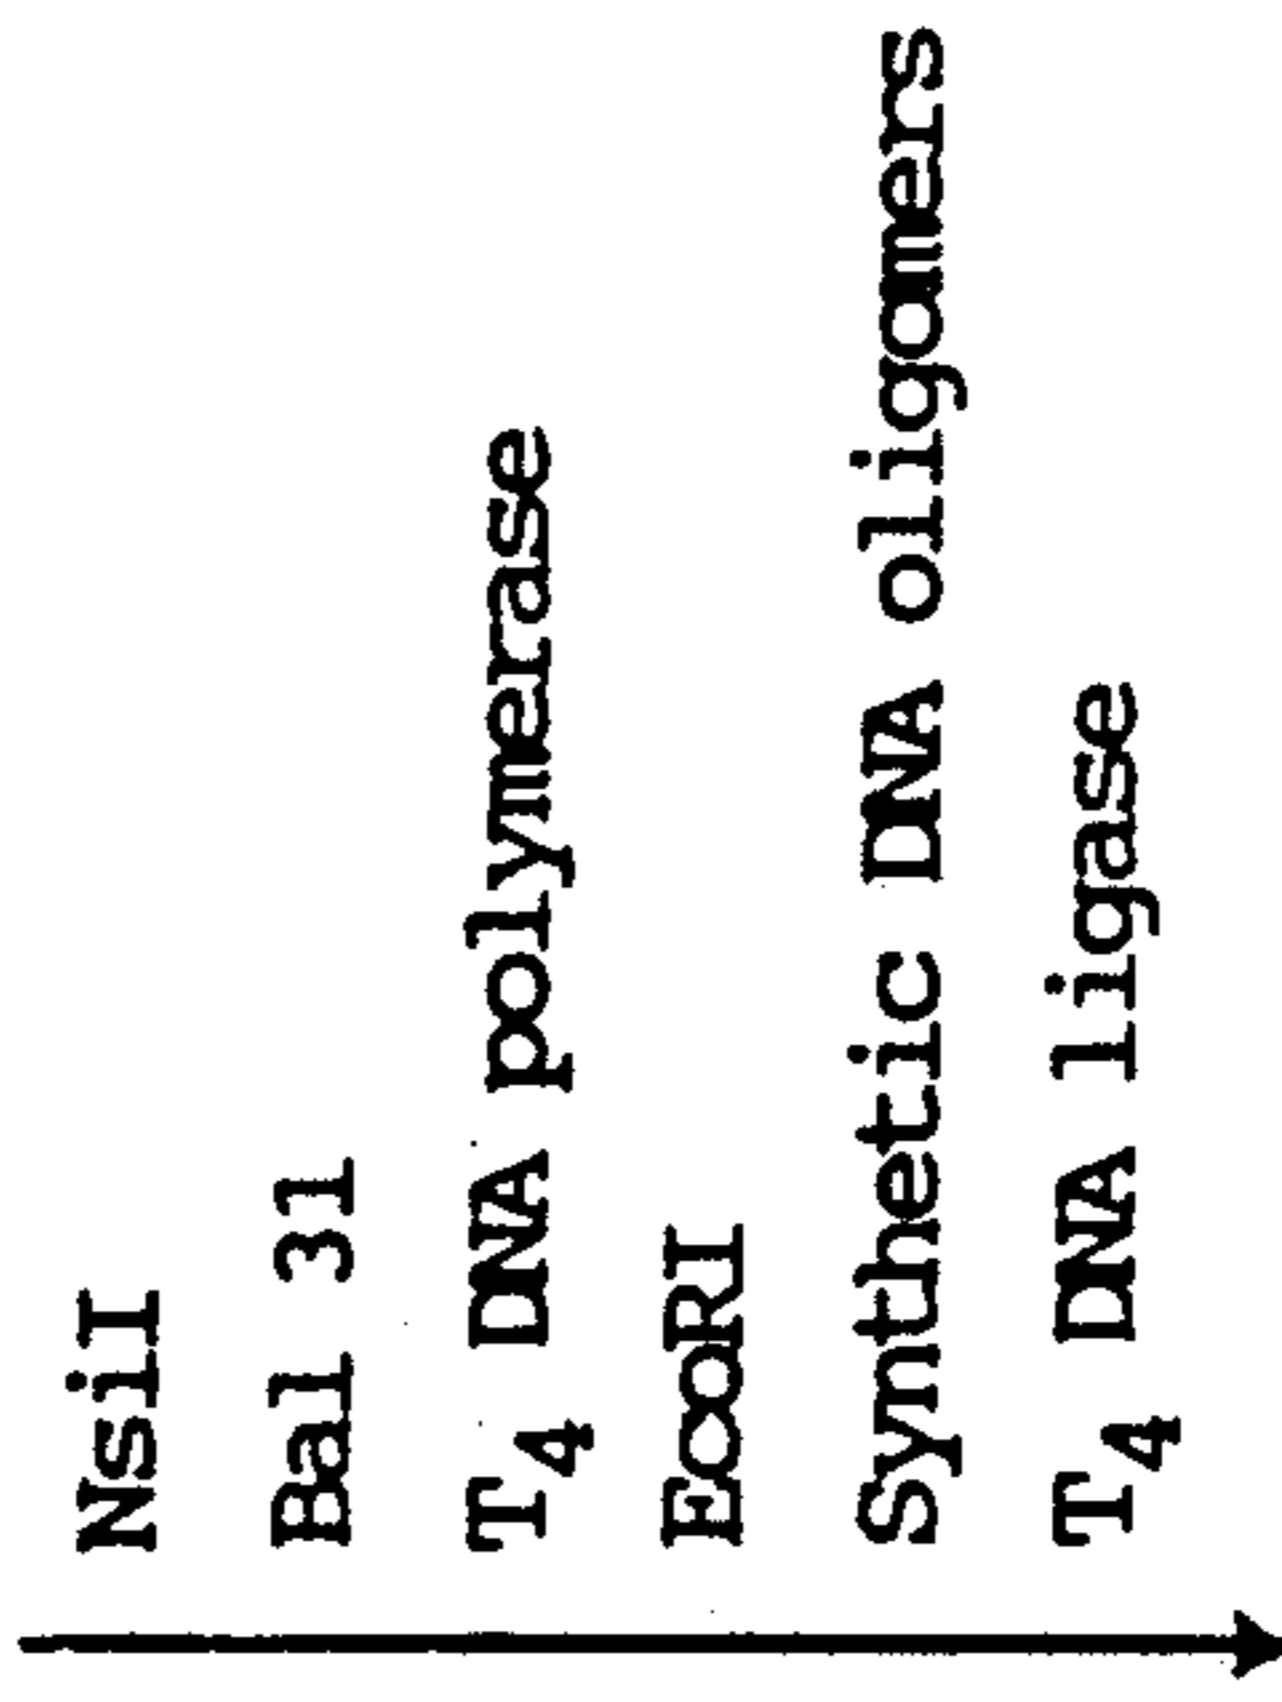 NsiI
Bal 31
T₄ DNA polymerase
EcoRI
Synthetic DNA oligomers
T₄ DNA ligase